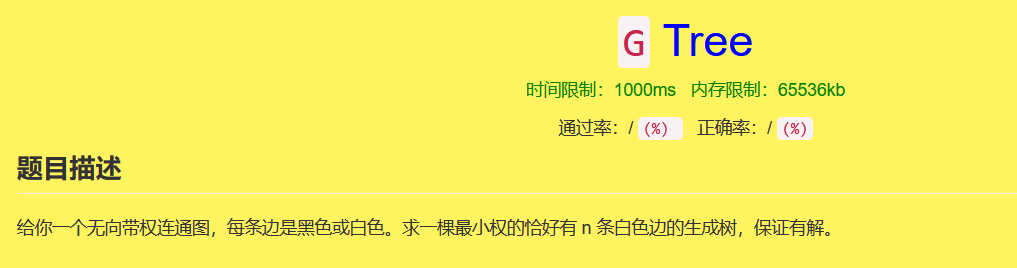 G Tree
时间限制：1000ms 内存限制：65536kb
通过率：/ (%) 正确率：/ (%)
题目描述
给你一个无向带权连通图，每条边是黑色或白色。求一棵最小权的恰好有 n 条白色边的生成树，保证有解。